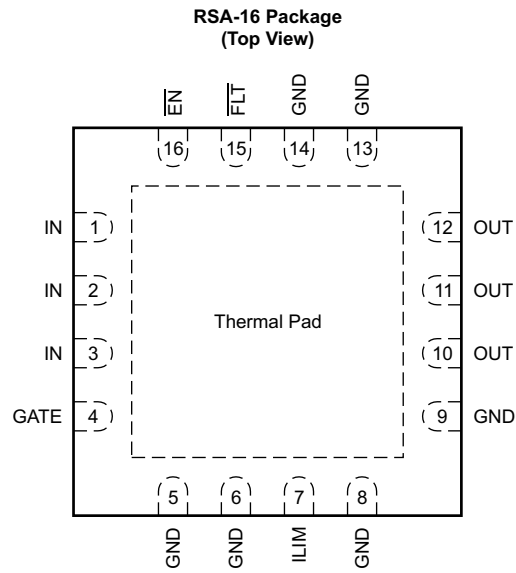 RSA-16 Package
(Top View)
EN FLT GND GND
16 15 14 13
IN 1 12 OUT
IN 2 11 OUT
Thermal Pad
IN 3 10 OUT
GATE 4 9 GND
5 6 7 8
GND GND ILIM GND